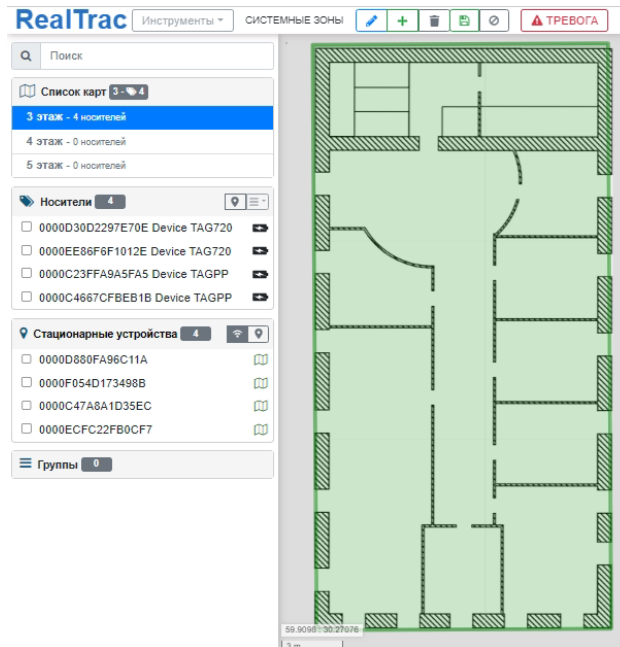 RealTrac Инструменты СИСТЕМНЫЕ ЗОНЫ ТРЕВОГА
Поиск
Список карт 3 - 4
3 этаж - 4 носителей
4 этаж - 0 носителей
5 этаж - 0 носителей
Носители 4
0000D30D2297E70E Device TAG720
0000EE86F6F1012E Device TAG720
0000C23FFA9A5FA5 Device TAGPP
0000C4667CFBEB1B Device TAGPP
Стационарные устройства 4
0000D880FA96C11A
0000F054D173498B
0000C47A8A1D35EC
0000ECFC22FB0CF7
Группы 0
59.9098 : 30.27076
3 m